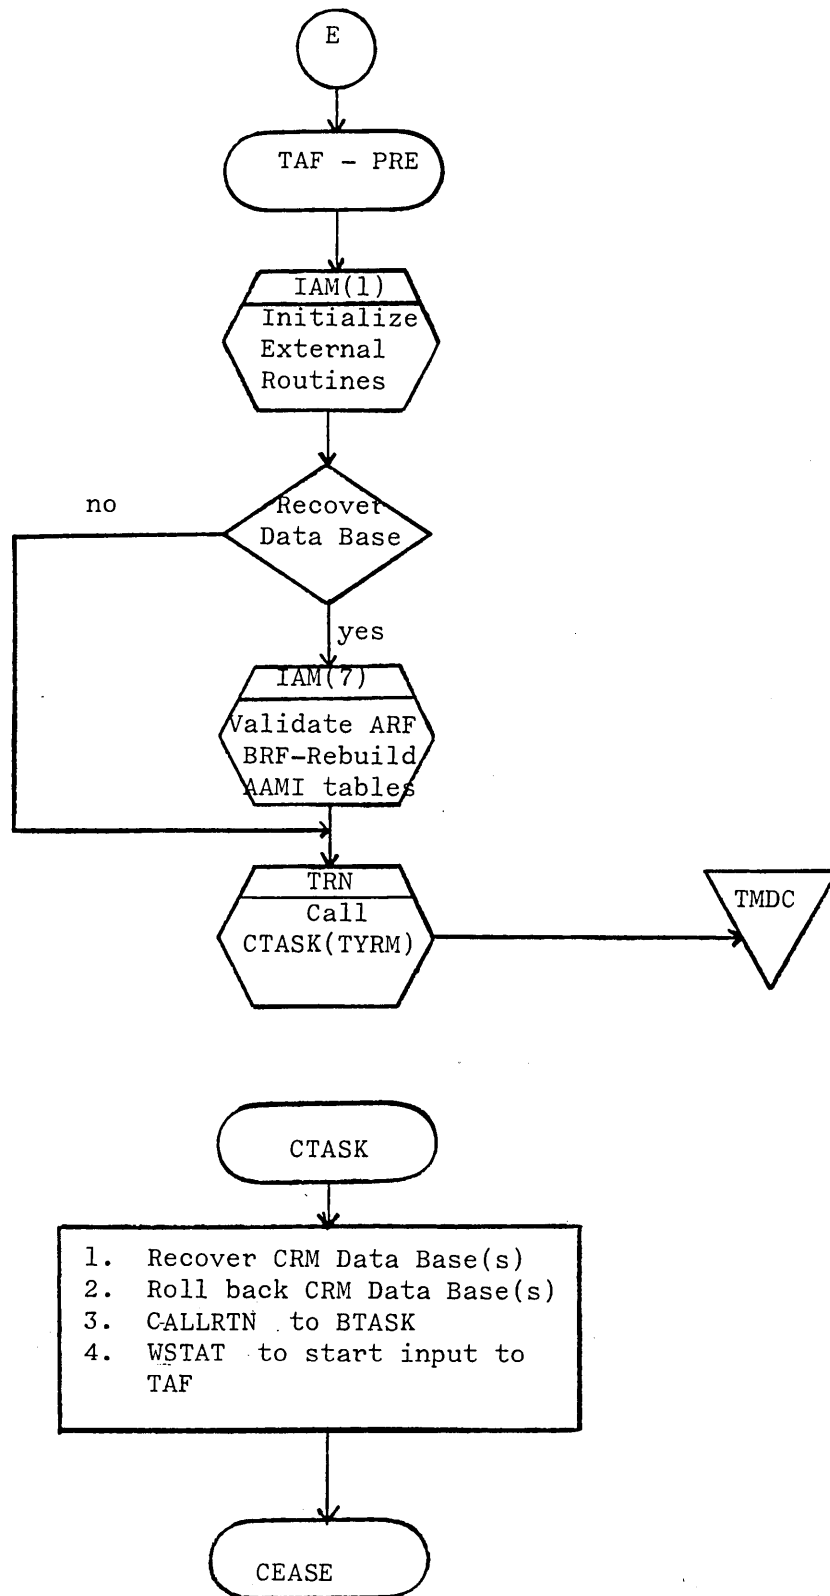 E
TAF - PRE
IAM(1)
Initialize
External
Routines
no
Recover
Data Base
yes
IAM(7)
Validate ARF
BRF-Rebuild
AAMI tables
TRN
Call
CTASK(TYRM)
TMDC
CTASK
1. Recover CRM Data Base(s)
2. Roll back CRM Data Base(s)
3. CALLRTN to BTASK
4. WSTAT to start input to
TAF
CEASE